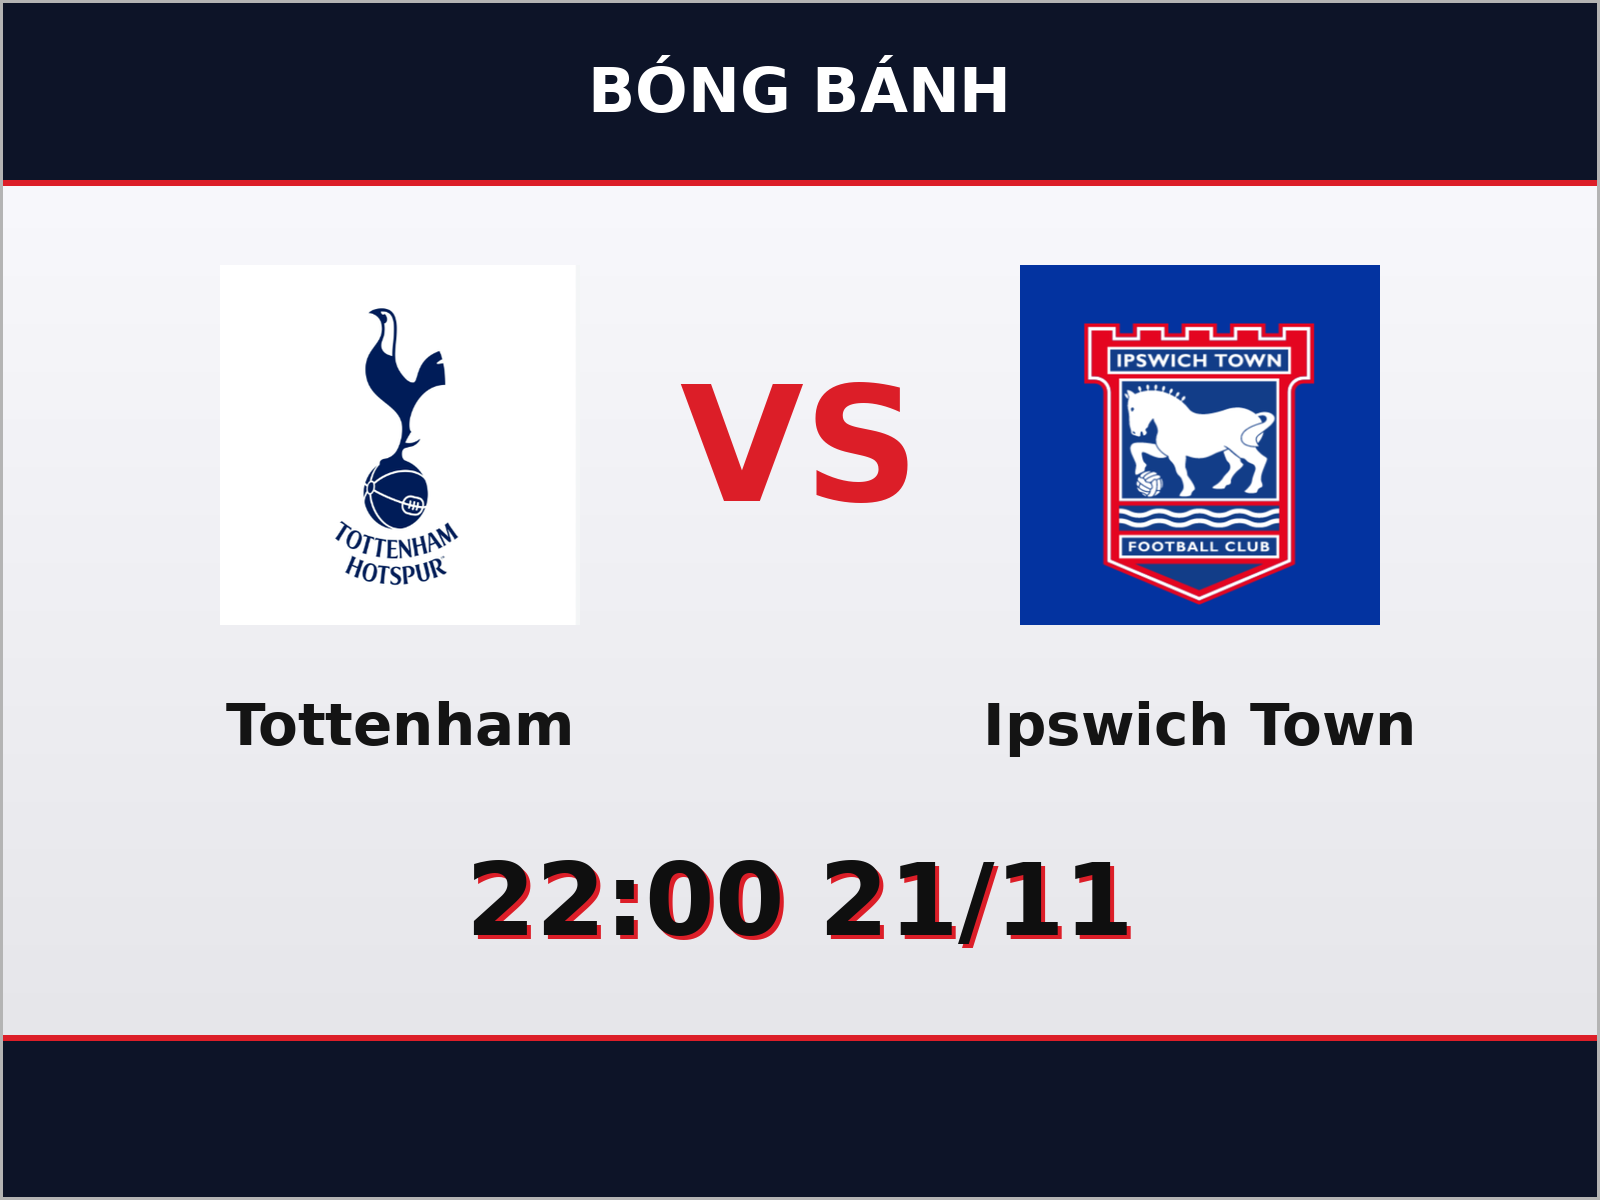 BÓNG BÁNH
VS
TOTTENHAM
HOTSPUR
IPSWICH TOWN
FOOTBALL CLUB
Tottenham
Ipswich Town
22:00 21/11